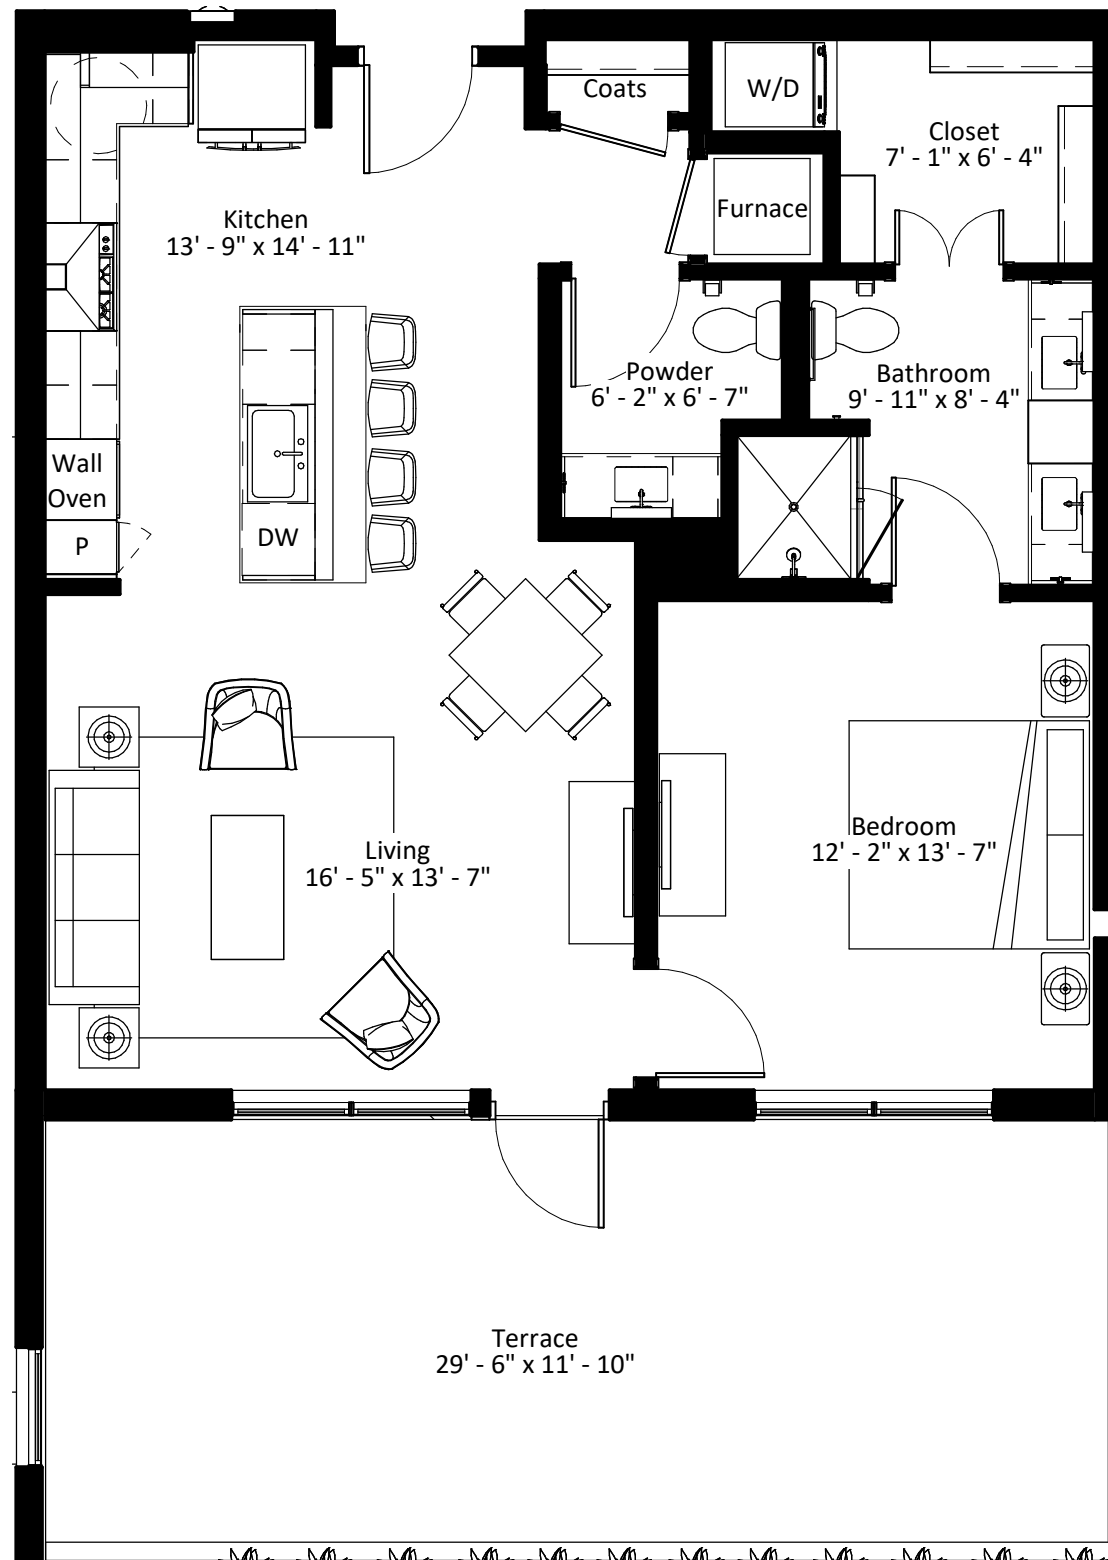 Coats
W/D
Closet
7' - 1" x 6' - 4"
Furnace
Kitchen
13' - 9" x 14' - 11"
Powder
6' - 2" x 6' - 7"
Bathroom
9' - 11" x 8' - 4"
Wall
Oven
P
DW
Living
16' - 5" x 13' - 7"
Bedroom
12' - 2" x 13' - 7"
Terrace
29' - 6" x 11' - 10"